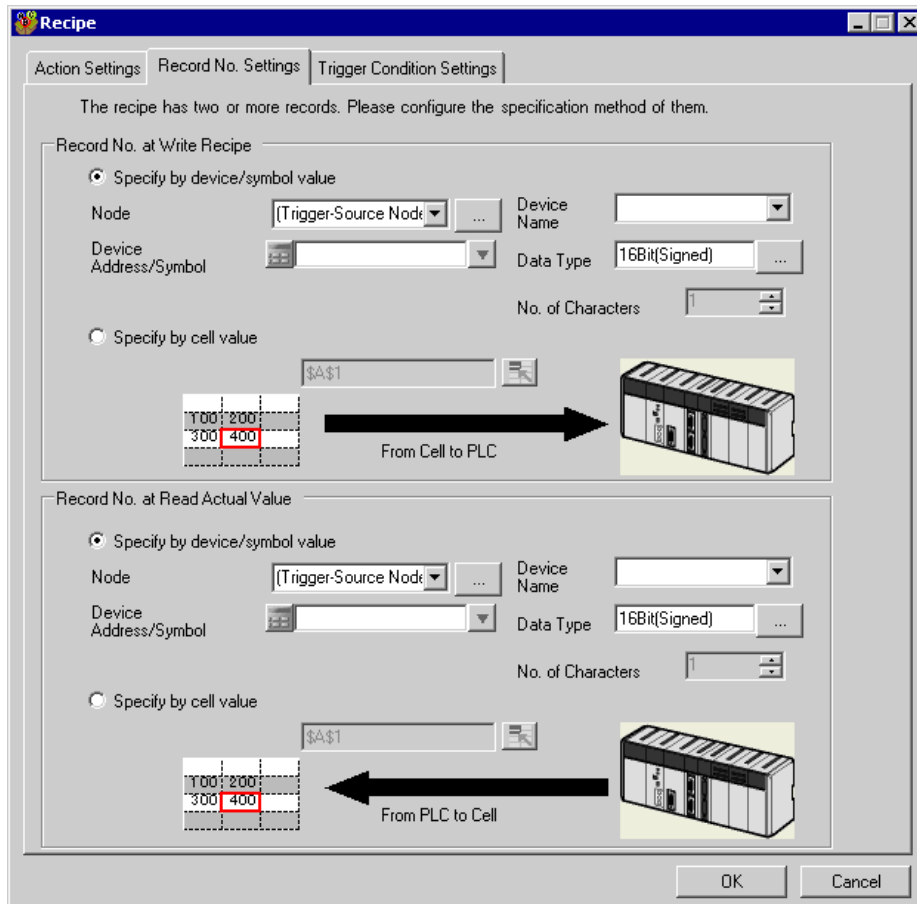 Recipe
Action Settings Record No. Settings Trigger Condition Settings
The recipe has two or more records. Please configure the specification method of them.
Record No. at Write Recipe
Specify by device/symbol value
Node (Trigger-Source Node ... Device Name
Device Address/Symbol Data Type 16Bit(Signed) ...
No. of Characters 1
Specify by cell value
$A$1
100 200
300 400
From Cell to PLC
Record No. at Read Actual Value
Specify by device/symbol value
Node (Trigger-Source Node ... Device Name
Device Address/Symbol Data Type 16Bit(Signed) ...
No. of Characters 1
Specify by cell value
$A$1
100 200
300 400
From PLC to Cell
OK Cancel